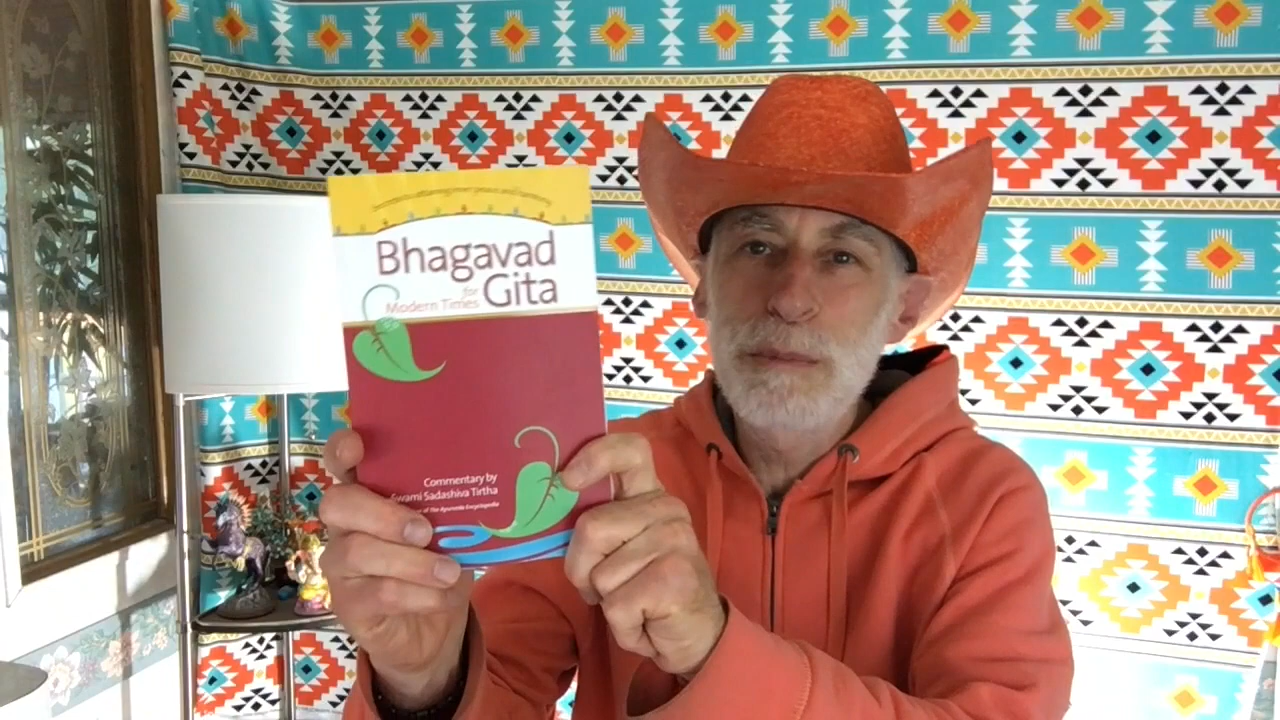 Bhagavad
for
Modern Times Gita
Commentary by
Swami Sadashiva Tirtha
of The Ayurveda Encyclopedia